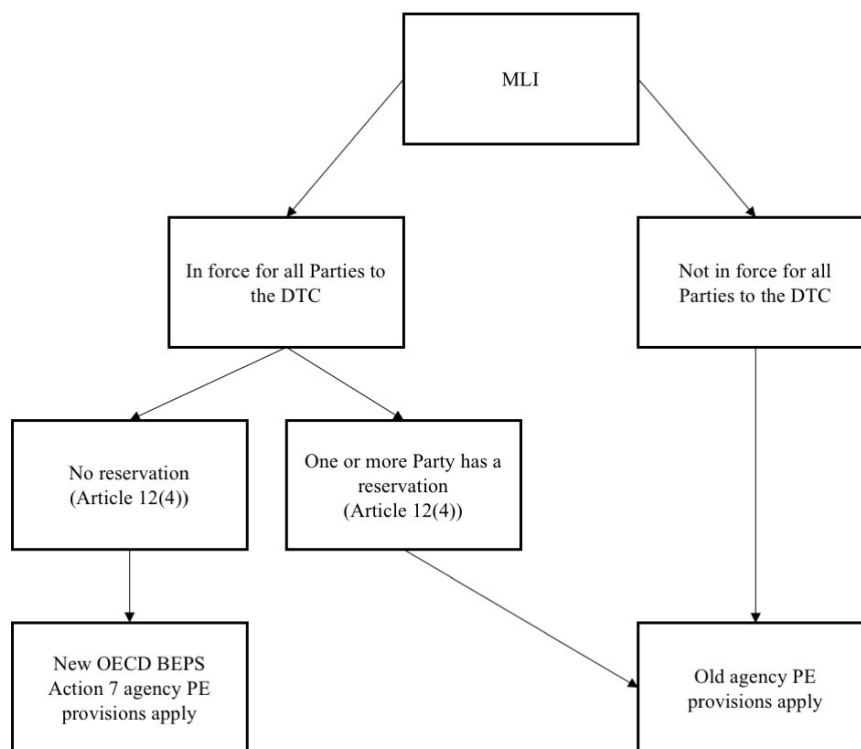 MLI
In force for all Parties to
the DTC
Not in force for all
Parties to the DTC
No reservation
(Article 12(4))
One or more Party has a
reservation
(Article 12(4))
New OECD BEPS
Action 7 agency PE
provisions apply
Old agency PE
provisions apply